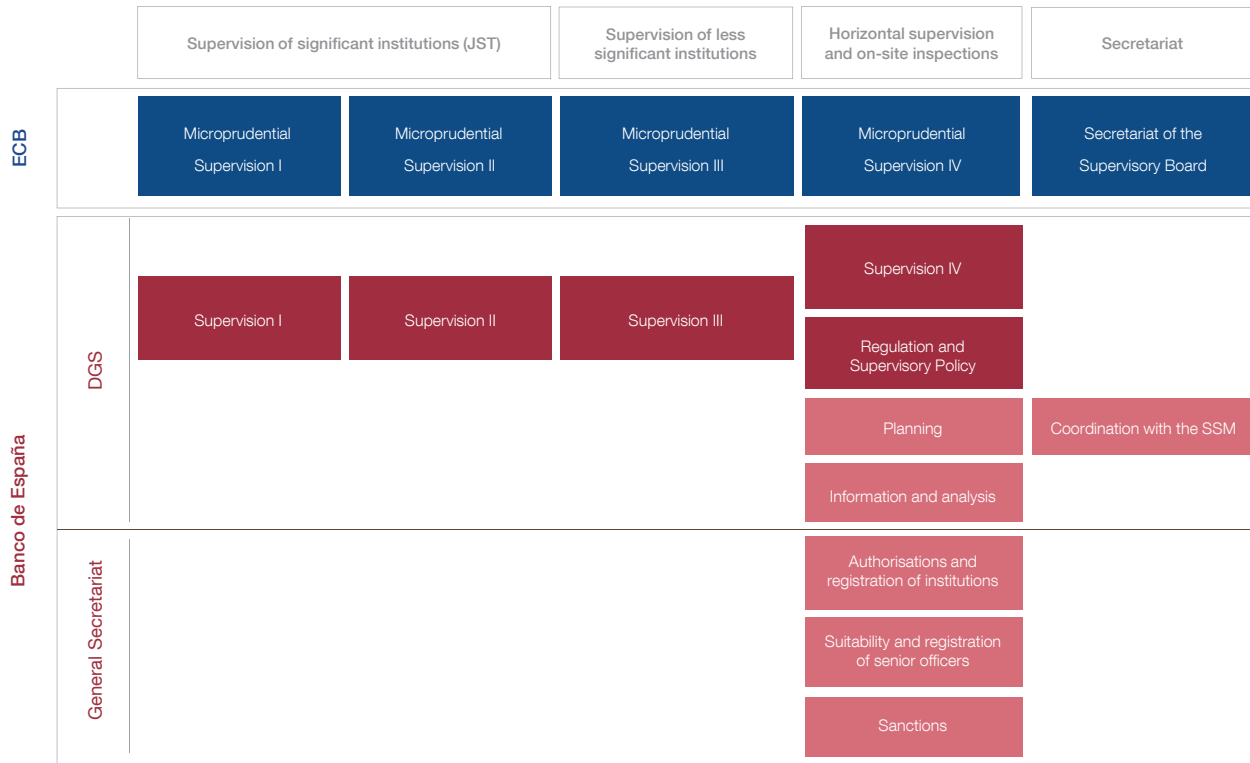 Supervision of significant institutions (JST)
Supervision of less
significant institutions
Horizontal supervision
and on-site inspections
Secretariat
ECB
Microprudential
Supervision I
Microprudential
Supervision II
Microprudential
Supervision III
Microprudential
Supervision IV
Secretariat of the
Supervisory Board
Banco de España
DGS
Supervision I
Supervision II
Supervision III
Supervision IV
Regulation and
Supervisory Policy
Planning
Coordination with the SSM
Information and analysis
General Secretariat
Authorisations and
registration of institutions
Suitability and registration
of senior officers
Sanctions